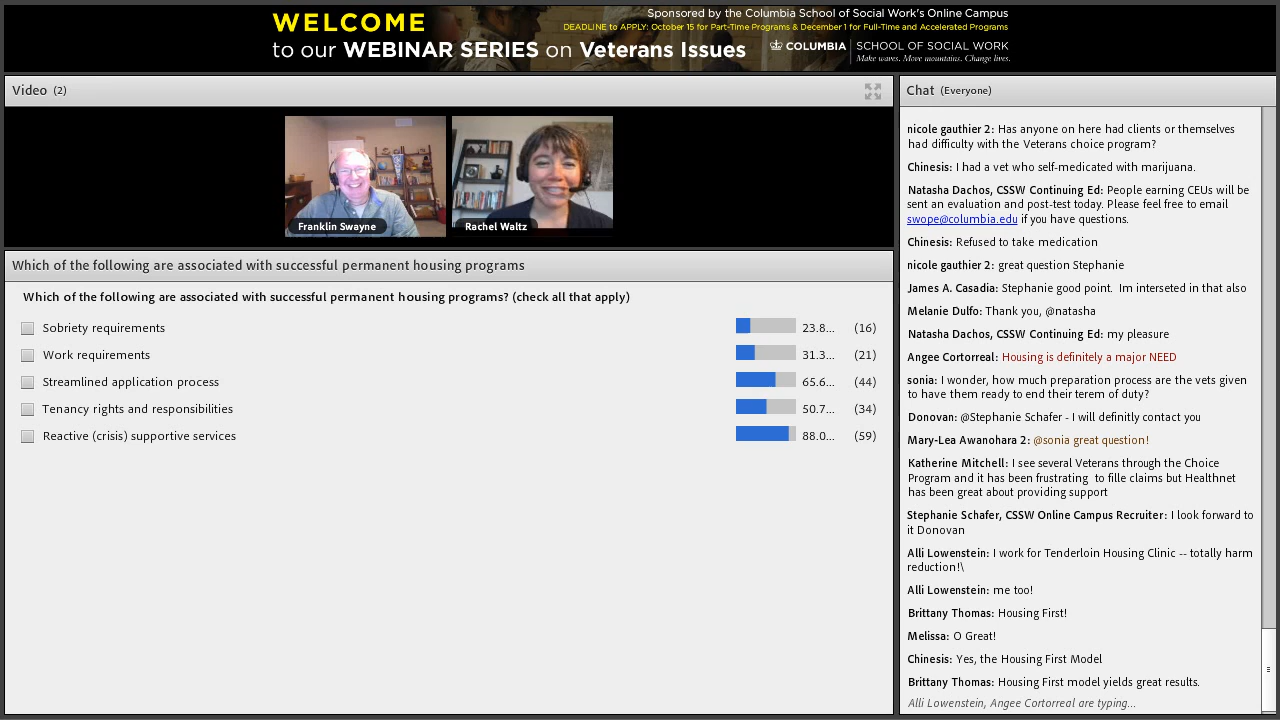 WELCOME
to our WEBINAR SERIES on Veterans Issues
Sponsored by the Columbia School of Social Work's Online Campus
DEADLINE to APPLY: October 15 for Part-Time Programs & December 1 for Full-Time and Accelerated Programs
COLUMBIA | SCHOOL OF SOCIAL WORK
Make waves. Move mountains. Change lives.
Video (2)
Franklin Swayne
Rachel Waltz
Which of the following are associated with successful permanent housing programs
Which of the following are associated with successful permanent housing programs? (check all that apply)
Sobriety requirements 23.8... (16)
Work requirements 31.3... (21)
Streamlined application process 65.6... (44)
Tenancy rights and responsibilities 50.7... (34)
Reactive (crisis) supportive services 88.0... (59)
Chat (Everyone)
nicole gauthier 2: Has anyone on here had clients or themselves
had difficulty with the Veterans choice program?
Chinesis: I had a vet who self-medicated with marijuana.
Natasha Dachos, CSSW Continuing Ed: People earning CEUs will be
sent an evaluation and post-test today. Please feel free to email
swope@columbia.edu if you have questions.
Chinesis: Refused to take medication
nicole gauthier 2: great question Stephanie
James A. Casadia: Stephanie good point. Im interseted in that also
Melanie Dulfo: Thank you, @natasha
Natasha Dachos, CSSW Continuing Ed: my pleasure
Angee Cortorreal: Housing is definitely a major NEED
sonia: I wonder, how much preparation process are the vets given
to have them ready to end their terem of duty?
Donovan: @Stephanie Schafer - I will definitly contact you
Mary-Lea Awanohara 2: @sonia great question!
Katherine Mitchell: I see several Veterans through the Choice
Program and it has been frustrating to fille claims but Healthnet
has been great about providing support
Stephanie Schafer, CSSW Online Campus Recruiter: I look forward to
it Donovan
Alli Lowenstein: I work for Tenderloin Housing Clinic -- totally harm
reduction!\
Alli Lowenstein: me too!
Brittany Thomas: Housing First!
Melissa: O Great!
Chinesis: Yes, the Housing First Model
Brittany Thomas: Housing First model yields great results.
Alli Lowenstein, Angee Cortorreal are typing...